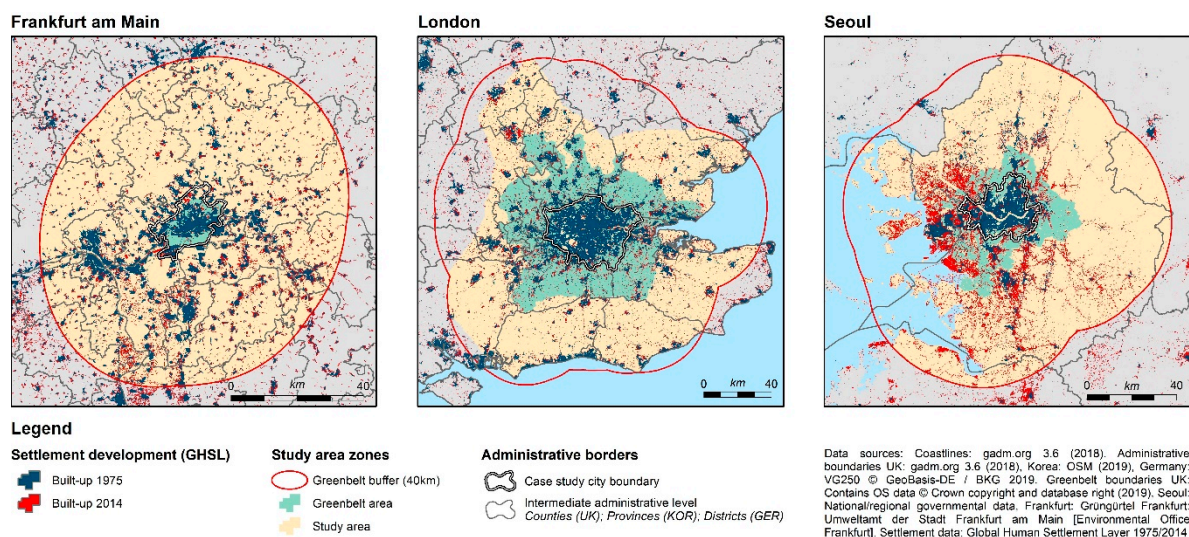 Frankfurt am Main
London
Seoul
0 km 40
0 km 40
0 km 40
Legend
Settlement development (GHSL)
Built-up 1975
Built-up 2014
Study area zones
Greenbelt buffer (40km)
Greenbelt area
Study area
Administrative borders
Case study city boundary
Intermediate administrative level
Counties (UK); Provinces (KOR); Districts (GER)
Data sources: Coastlines: gadm.org 3.6 (2018). Administrative
boundaries UK: gadm.org 3.6 (2018), Korea: OSM (2019), Germany:
VG250 © GeoBasis-DE / BKG 2019. Greenbelt boundaries UK:
Contains OS data © Crown copyright and database right (2019). Seoul:
National/regional governmental data. Frankfurt: Grüngürtel Frankfurt:
Umweltamt der Stadt Frankfurt am Main [Environmental Office
Frankfurt]. Settlement data: Global Human Settlement Layer 1975/2014